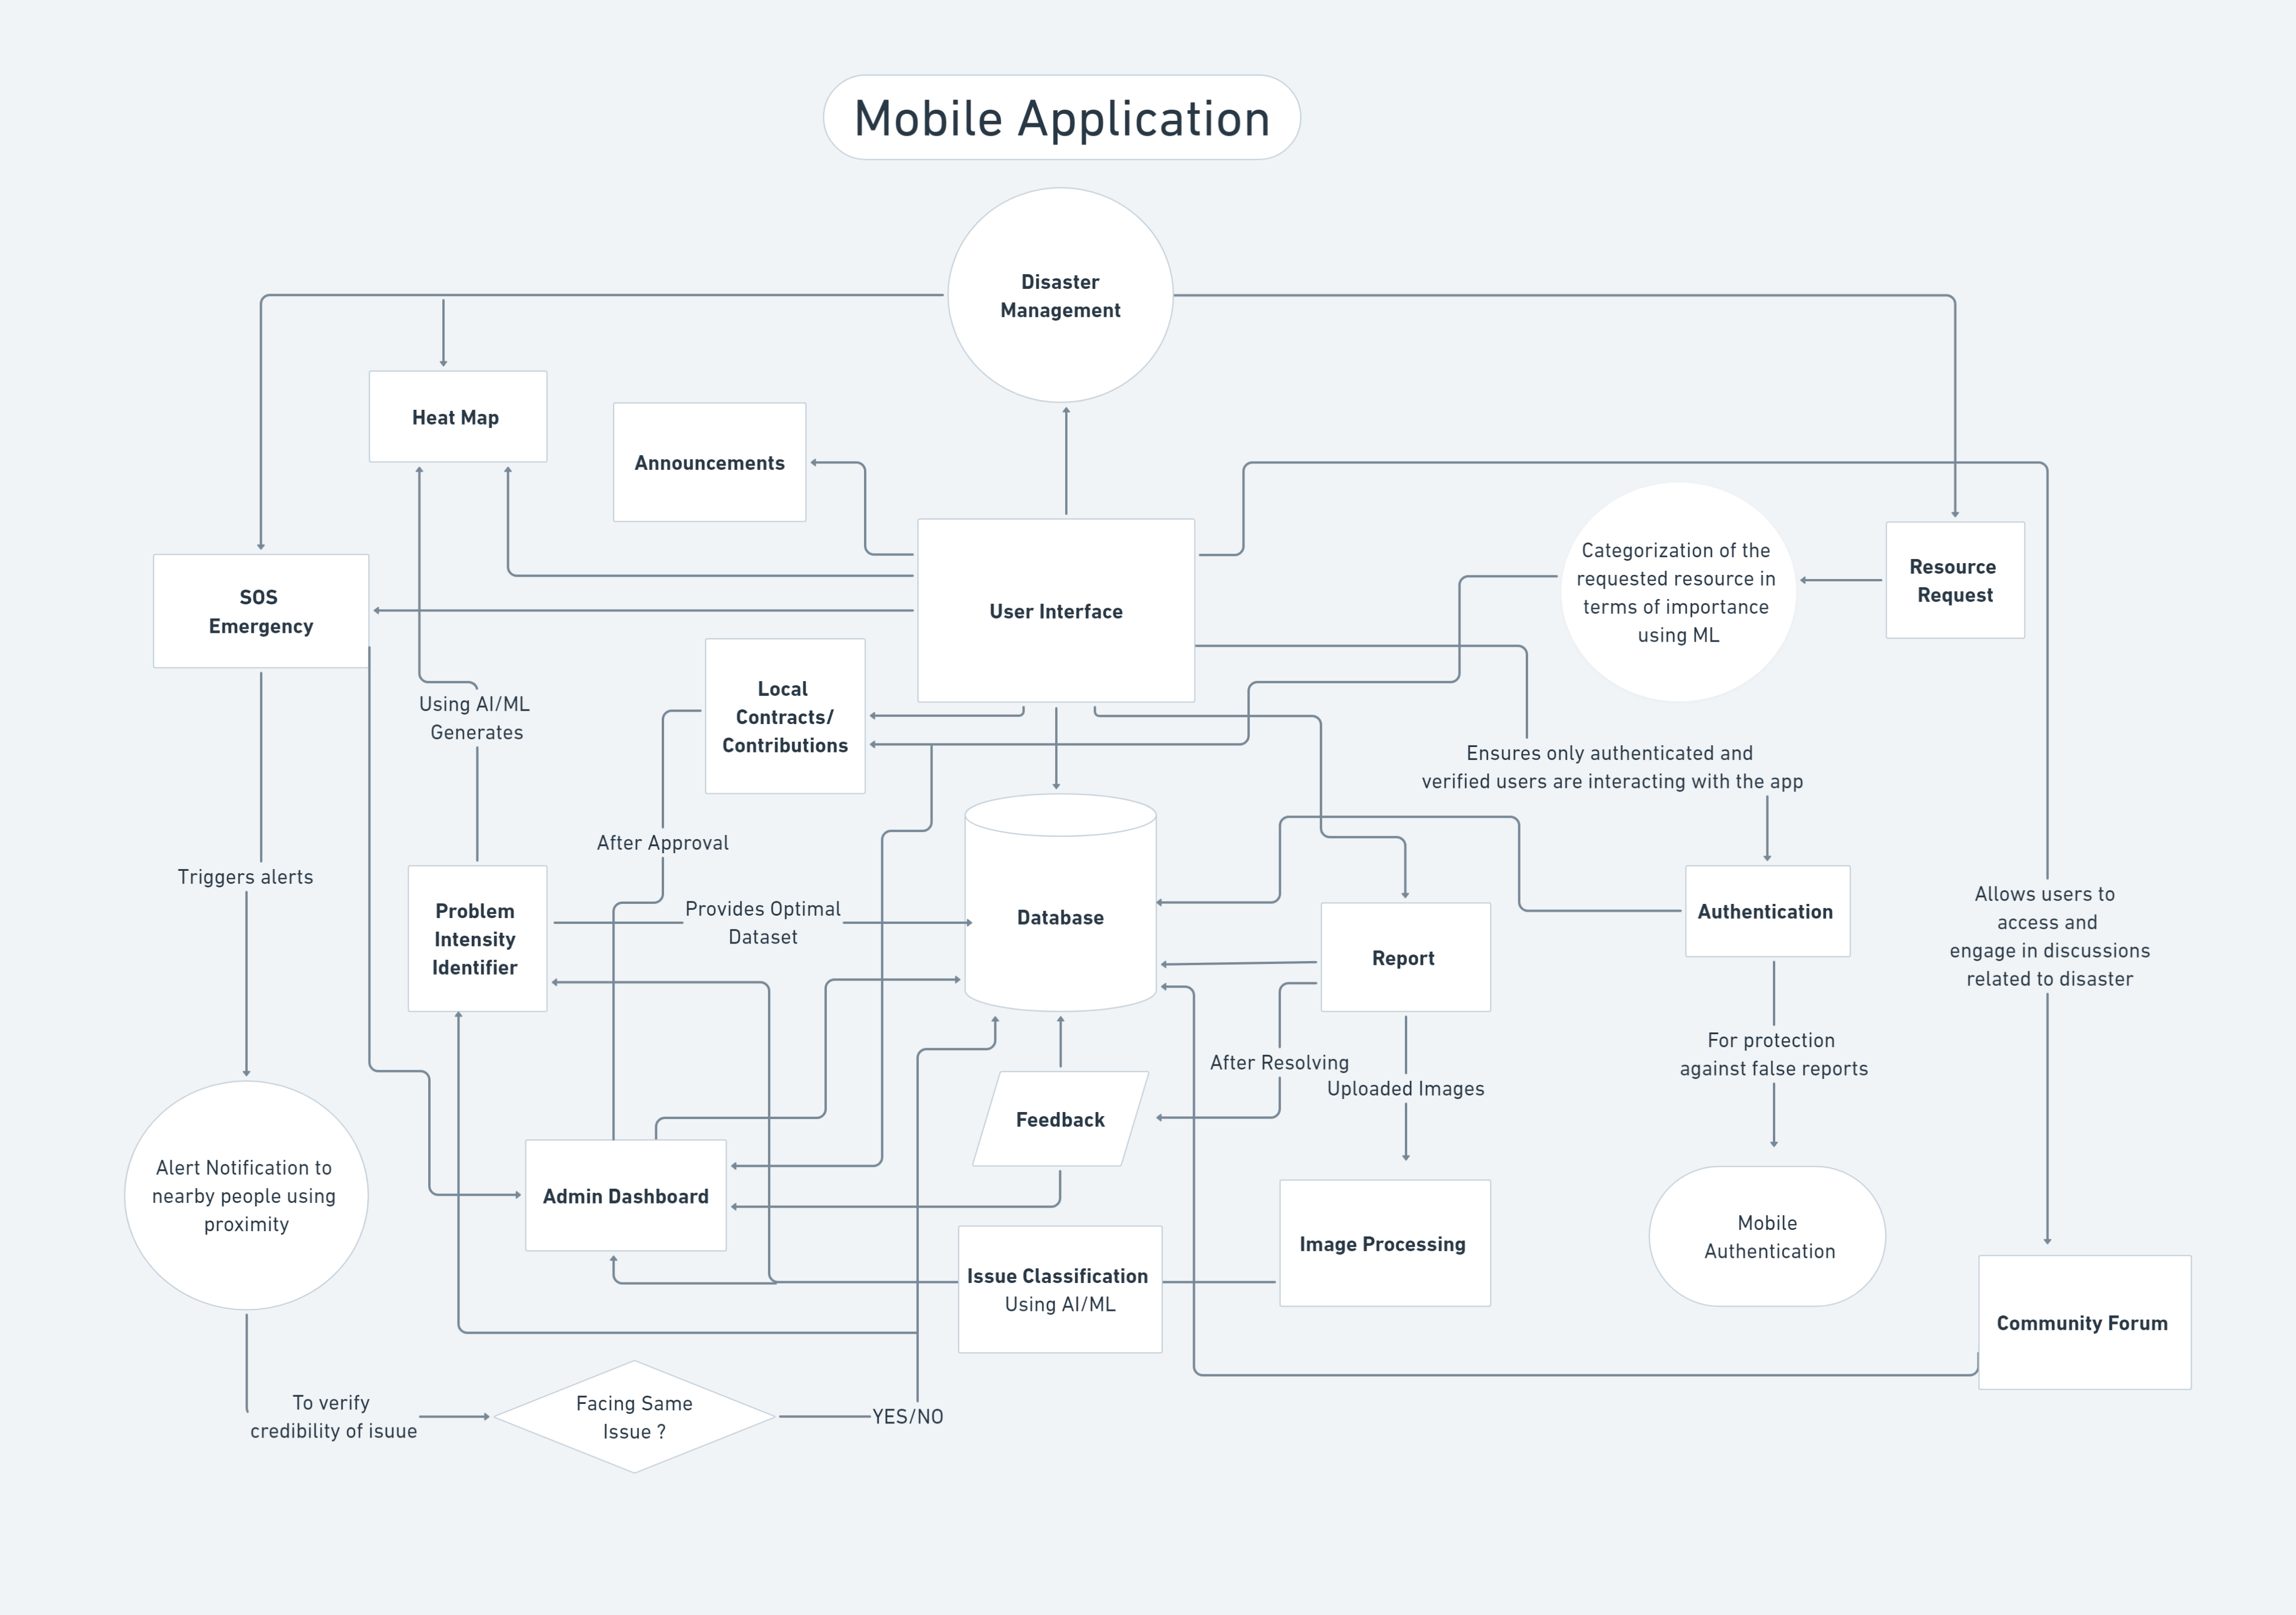 Mobile Application
Disaster
Management
Heat Map
Announcements
SOS
Emergency
User Interface
Categorization of the
requested resource in
terms of importance
using ML
Resource
Request
Using AI/ML
Generates
Local
Contracts/
Contributions
Ensures only authenticated and
verified users are interacting with the app
After Approval
Triggers alerts
Problem
Intensity
Identifier
Provides Optimal
Dataset
Database
Report
Authentication
Allows users to
access and
engage in discussions
related to disaster
For protection
against false reports
After Resolving
Uploaded Images
Feedback
Alert Notification to
nearby people using
proximity
Admin Dashboard
Issue Classification
Using AI/ML
Image Processing
Mobile
Authentication
Community Forum
To verify
credibility of isuue
Facing Same
Issue ?
YES/NO